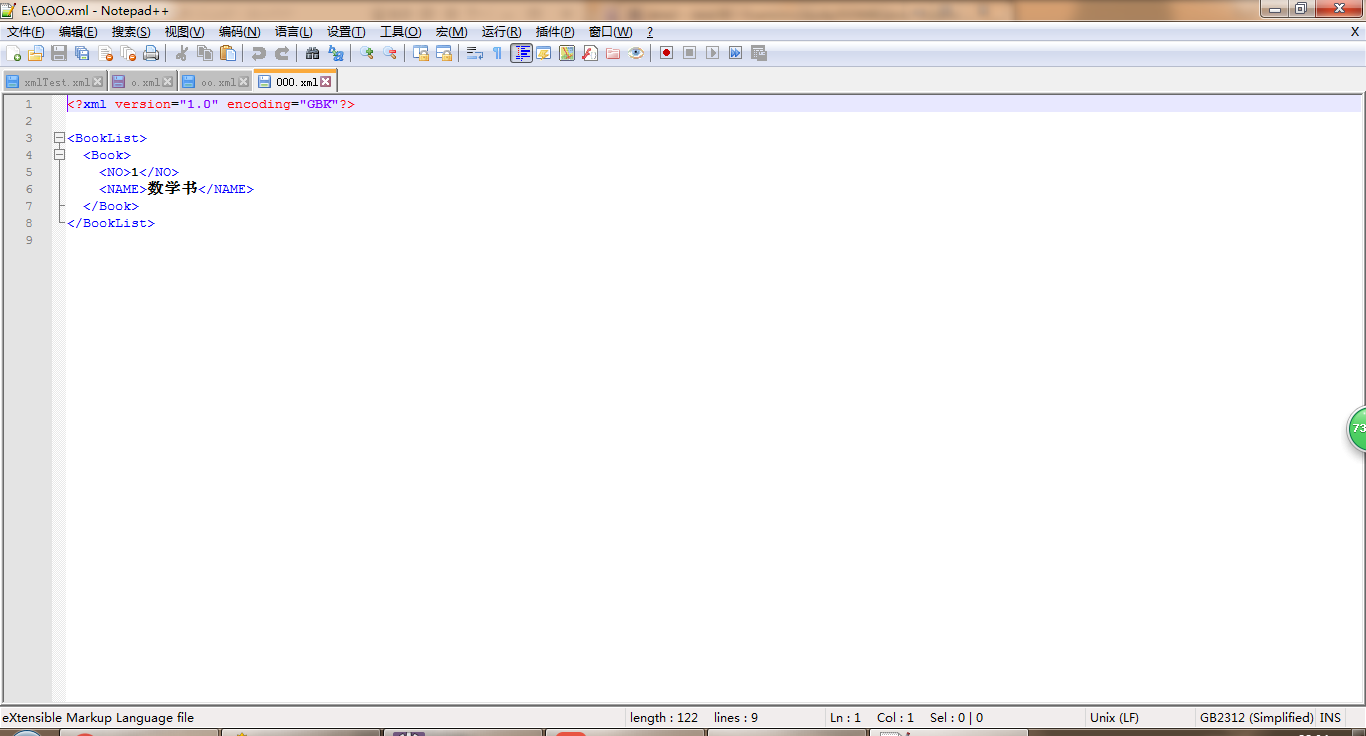 E:\OOO.xml - Notepad++
文件(F) 编辑(E) 搜索(S) 视图(V) 编码(N) 语言(L) 设置(T) 工具(O) 宏(M) 运行(R) 插件(P) 窗口(W) ? X
xmlTest.xml o.xml oo.xml OOO.xml
1 <?xml version="1.0" encoding="GBK"?>
2
3 <BookList>
4 <Book>
5 <NO>1</NO>
6 <NAME>数学书</NAME>
7 </Book>
8 </BookList>
9
73
eXtensible Markup Language file length : 122 lines : 9 Ln : 1 Col : 1 Sel : 0 | 0 Unix (LF) GB2312 (Simplified) INS